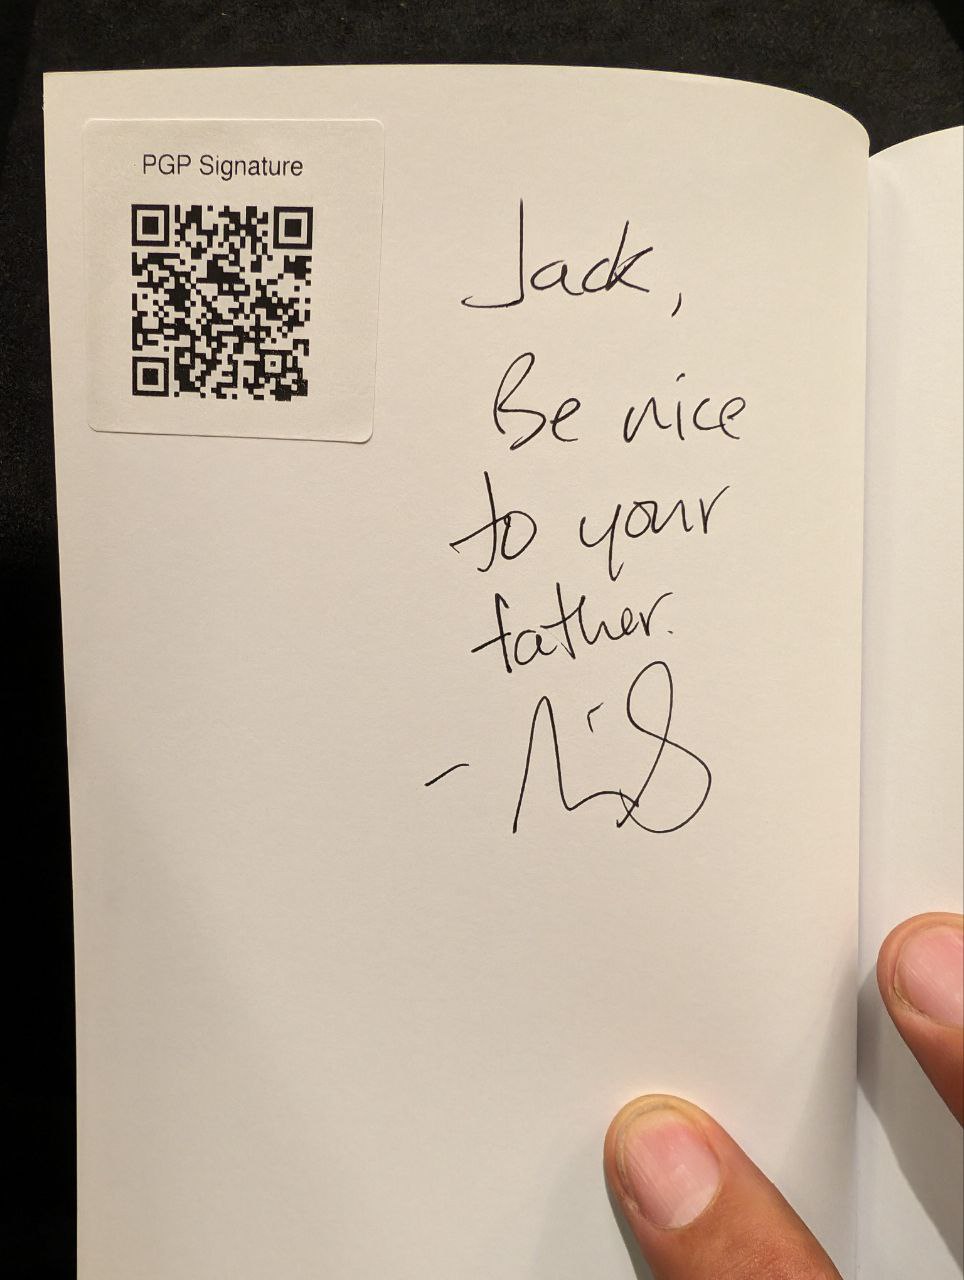 PGP Signature
Jack,
Be nice
to your
father.